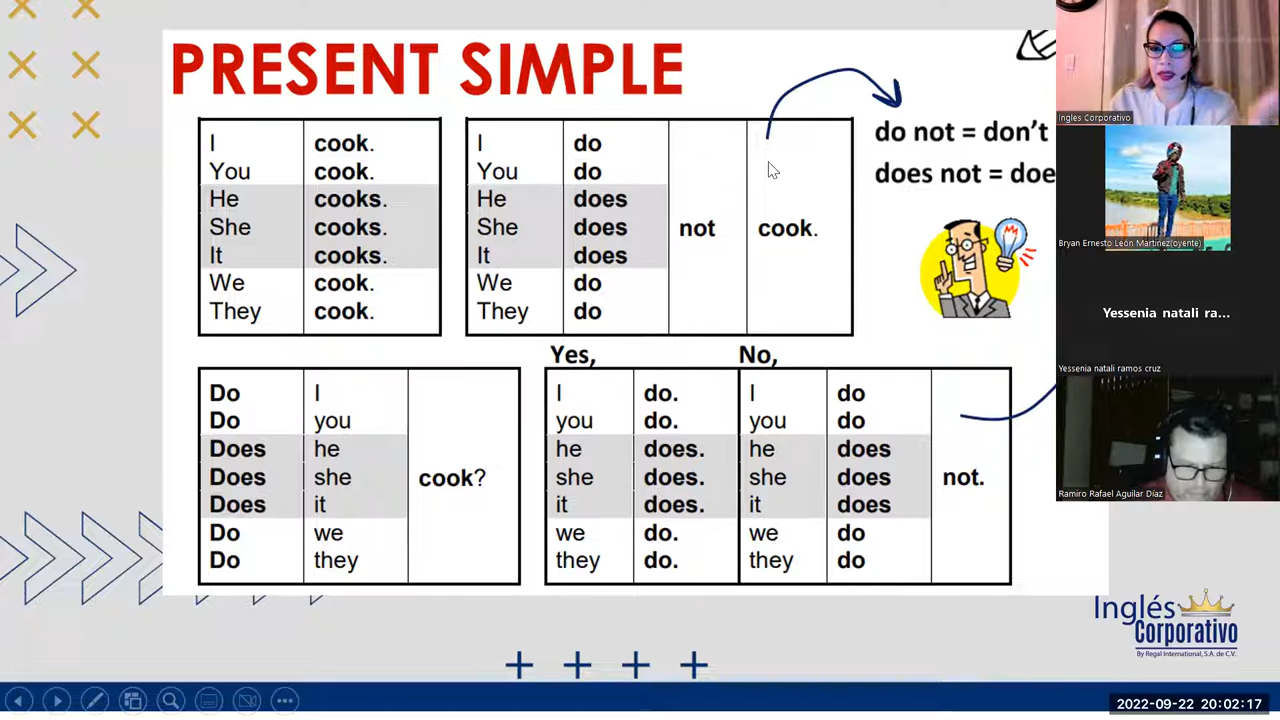 PRESENT SIMPLE
I cook.
You cook.
He cooks.
She cooks.
It cooks.
We cook.
They cook.
I do
You do
He does
She does
It does
We do
They do
not cook.
do not = don't
does not = doe
Do I
Do you
Does he
Does she
Does it
Do we
Do they
cook?
Yes,
I do.
you do.
he does.
she does.
it does.
we do.
they do.
No,
I do
you do
he does
she does
it does
we do
they do
not.
Ingles Corporativo
Bryan Ernesto León Martinez(oyente)
Yessenia natali ra...
Yessenia natali ramos cruz
Ramiro Rafael Aguilar Díaz
Inglés
Corporativo
By Regal International, S.A. de C.V.
2022-09-22 20:02:17